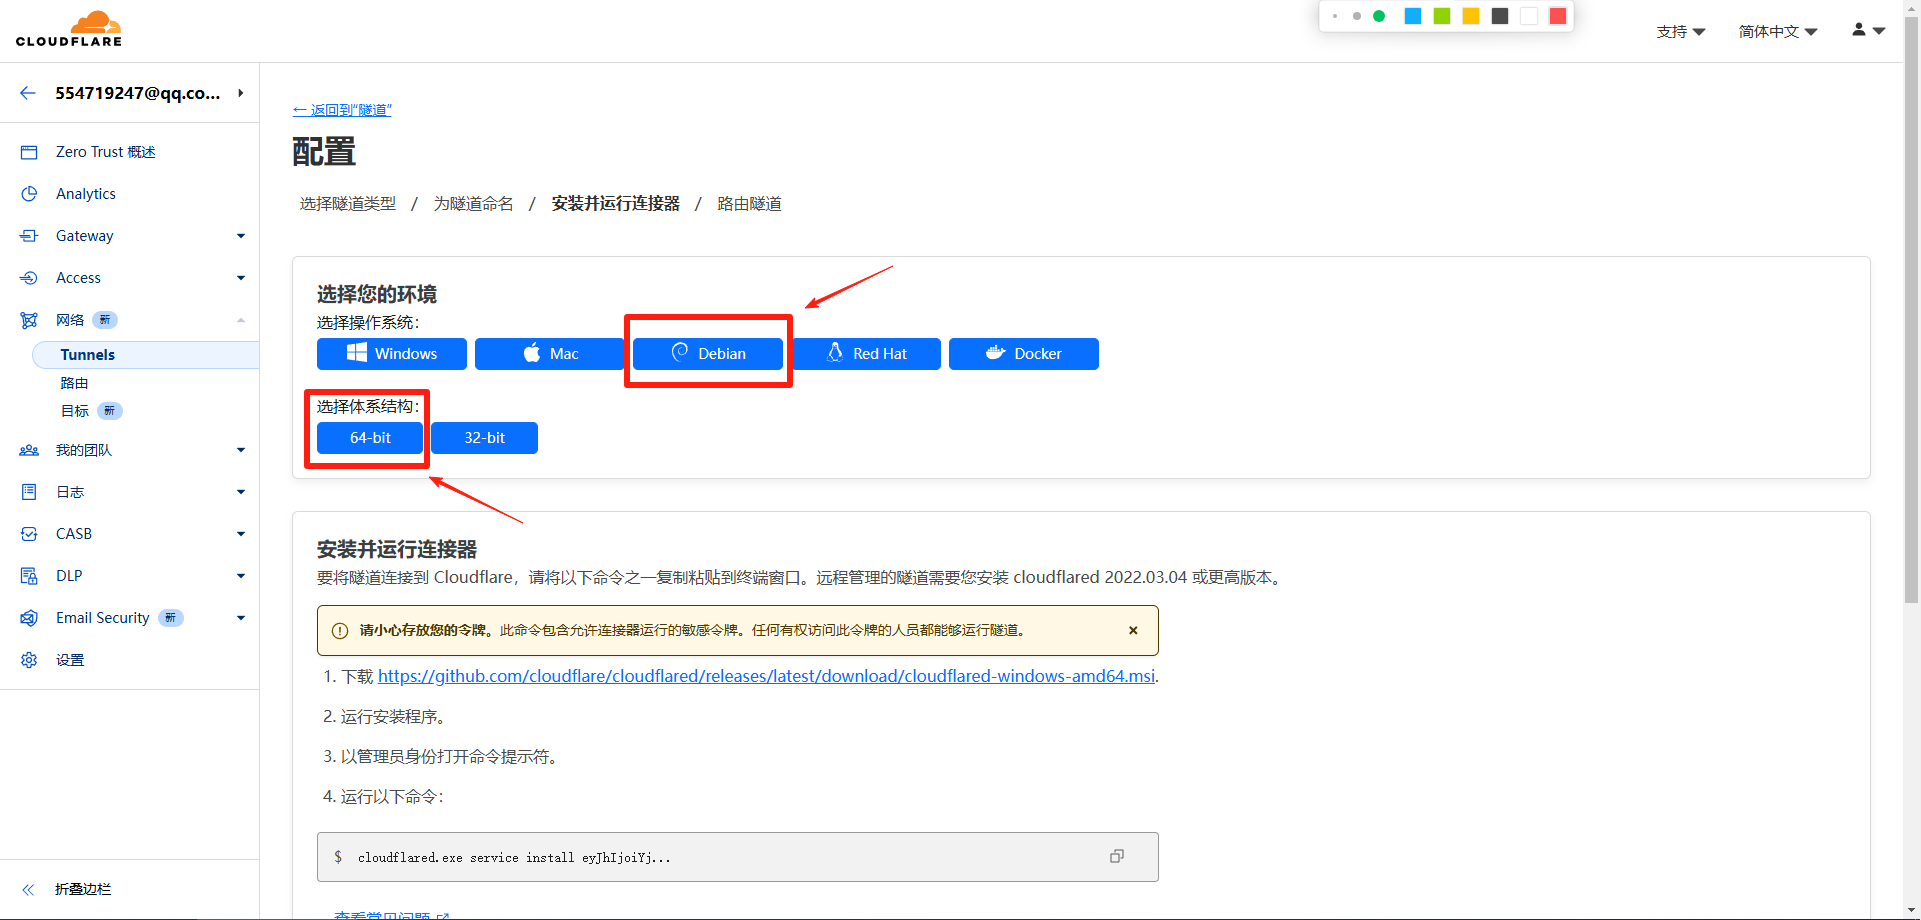 CLOUDFLARE
支持
简体中文
554719247@qq.co...
Zero Trust 概述
Analytics
Gateway
Access
网络 新
Tunnels
路由
目标 新
我的团队
日志
CASB
DLP
Email Security 新
设置
折叠边栏
← 返回到“隧道”
配置
选择隧道类型 / 为隧道命名 / 安装并运行连接器 / 路由隧道
选择您的环境
选择操作系统：
Windows Mac Debian Red Hat Docker
选择体系结构：
64-bit 32-bit
安装并运行连接器
要将隧道连接到 Cloudflare，请将以下命令之一复制粘贴到终端窗口。远程管理的隧道需要您安装 cloudflared 2022.03.04 或更高版本。
请小心存放您的令牌。此命令包含允许连接器运行的敏感令牌。任何有权访问此令牌的人员都能够运行隧道。
1. 下载 https://github.com/cloudflare/cloudflared/releases/latest/download/cloudflared-windows-amd64.msi.
2. 运行安装程序。
3. 以管理员身份打开命令提示符。
4. 运行以下命令：
$ cloudflared.exe service install eyJhIjoiYj...
查看常见问题